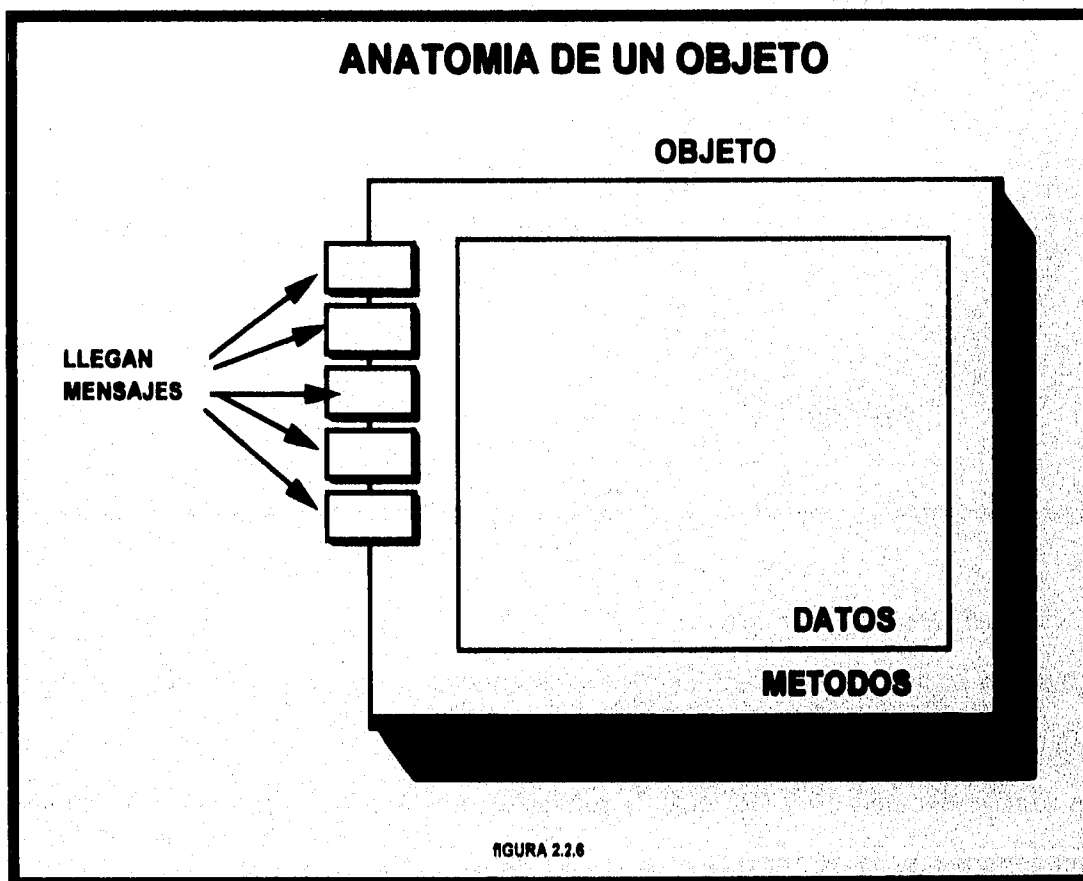 ANATOMIA DE UN OBJETO
OBJETO
LLEGAN
MENSAJES
DATOS
METODOS
fIGURA 2.2.6